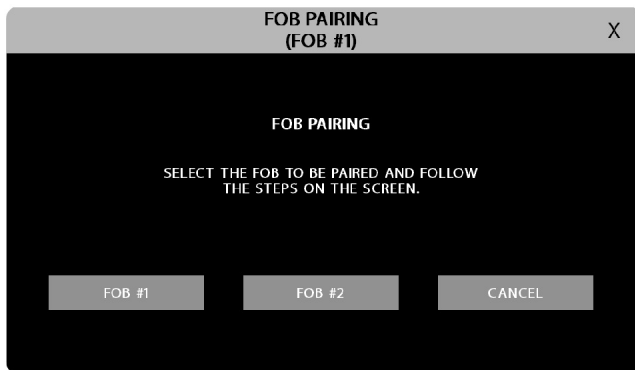 FOB PAIRING
(FOB #1)
X
FOB PAIRING
SELECT THE FOB TO BE PAIRED AND FOLLOW
THE STEPS ON THE SCREEN.
FOB #1
FOB #2
CANCEL